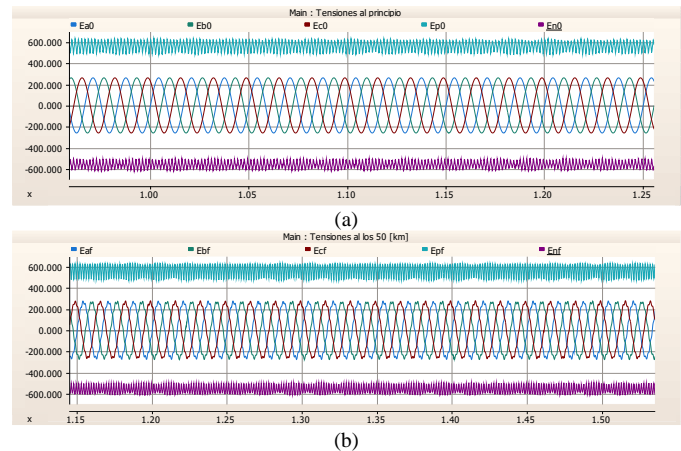 Main : Tensiones al principio
Ea0 Eb0 Ec0 Ep0 En0
600.000
400.000
200.000
0.000
-200.000
-400.000
-600.000
x 1.00 1.05 1.10 1.15 1.20 1.25
(a)
Main : Tensiones al los 50 [km]
Eaf Ebf Ecf Epf Enf
600.000
400.000
200.000
0.000
-200.000
-400.000
-600.000
x 1.15 1.20 1.25 1.30 1.35 1.40 1.45 1.50
(b)